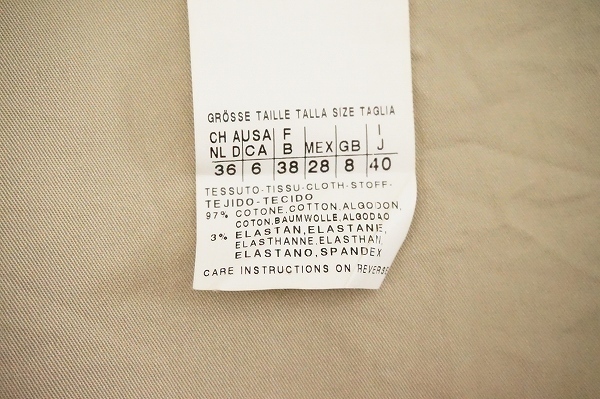 GRÖSSE TAILLE TALLA SIZE TAGLIA
CH A USA F I
NL D CA B MEX GB J
36 6 38 28 8 40
TESSUTO-TISSU-CLOTH-STOFF-
TEJIDO-TECIDO
97% COTONE,COTTON,ALGODON,
COTON,BAUMWOLLE,ALGODAO
3% ELASTAN,ELASTANE,
ELASTHANNE,ELASTHAN,
ELASTANO,SPANDEX
CARE INSTRUCTIONS ON REVERSE